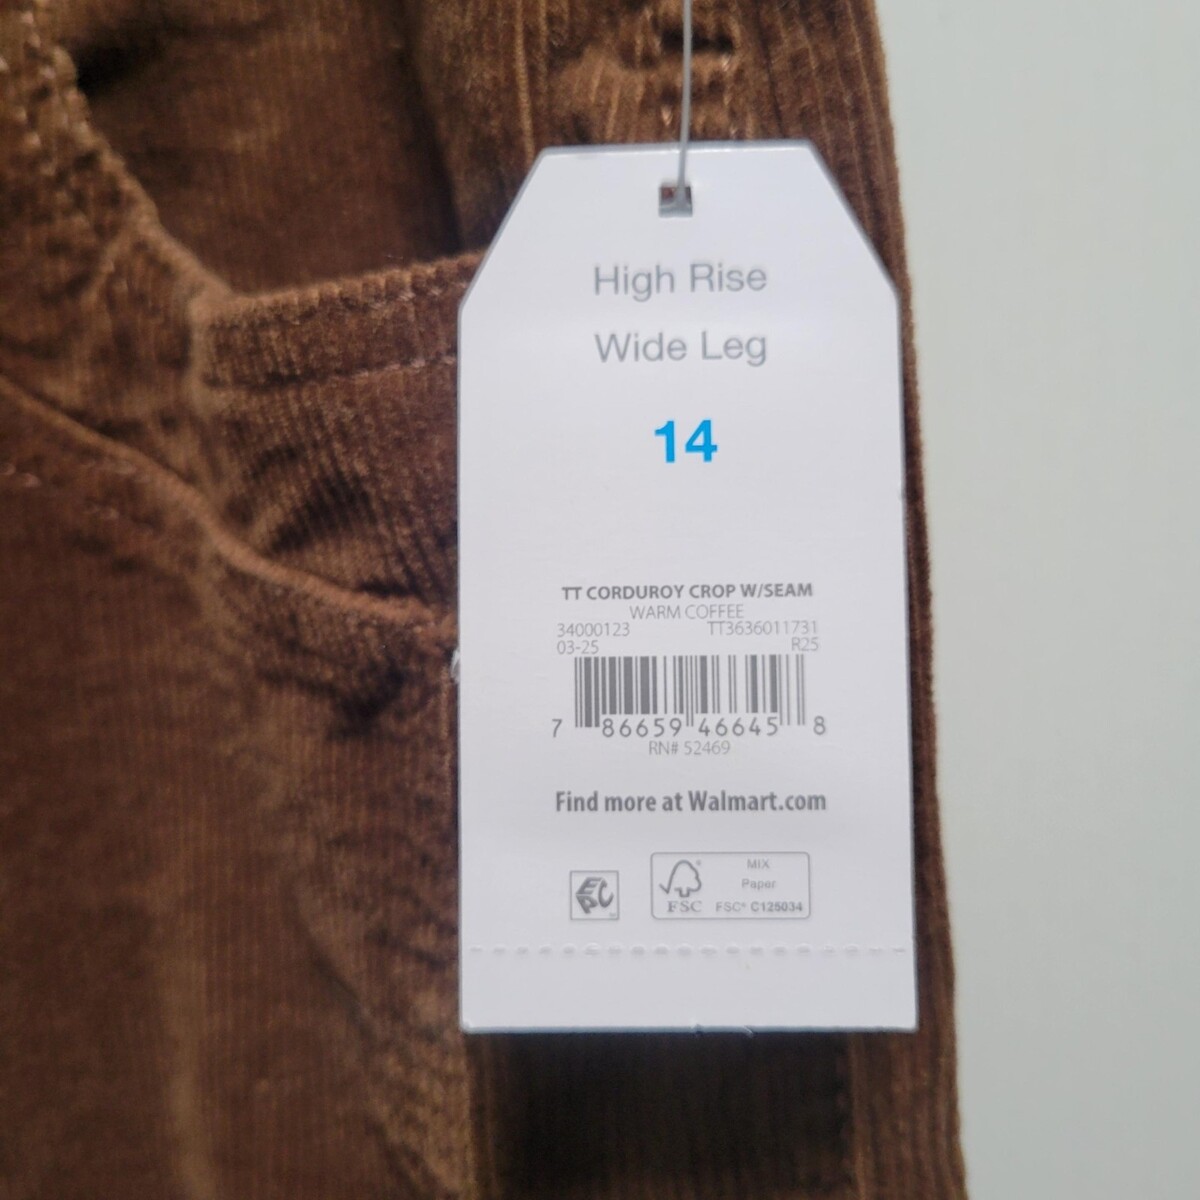 High Rise
Wide Leg
14
TT CORDUROY CROP W/SEAM
WARM COFFEE
34000123 TT3636011731
03-25 R25
7 86659 46645 8
RN# 52469
Find more at Walmart.com
EPC
FSC® MIX
Paper
FSC® C125034